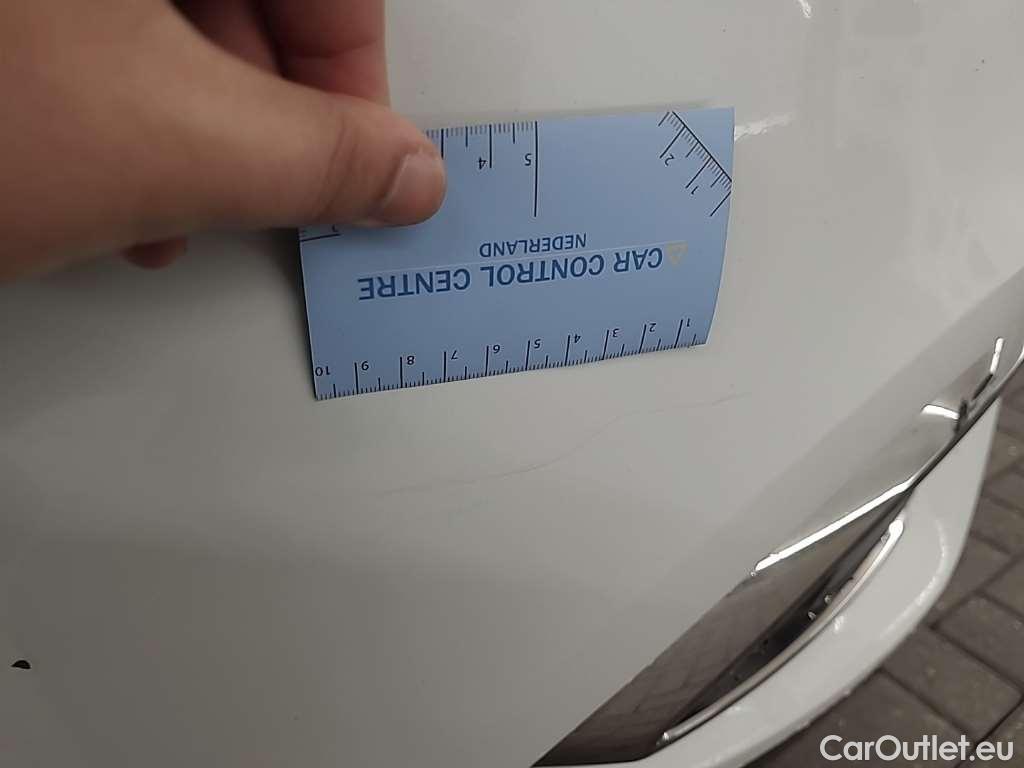 CAR CONTROL CENTRE
NEDERLAND
1 2 3 4 5 6 7 8 9 10
5 4
2 1
CarOutlet.eu